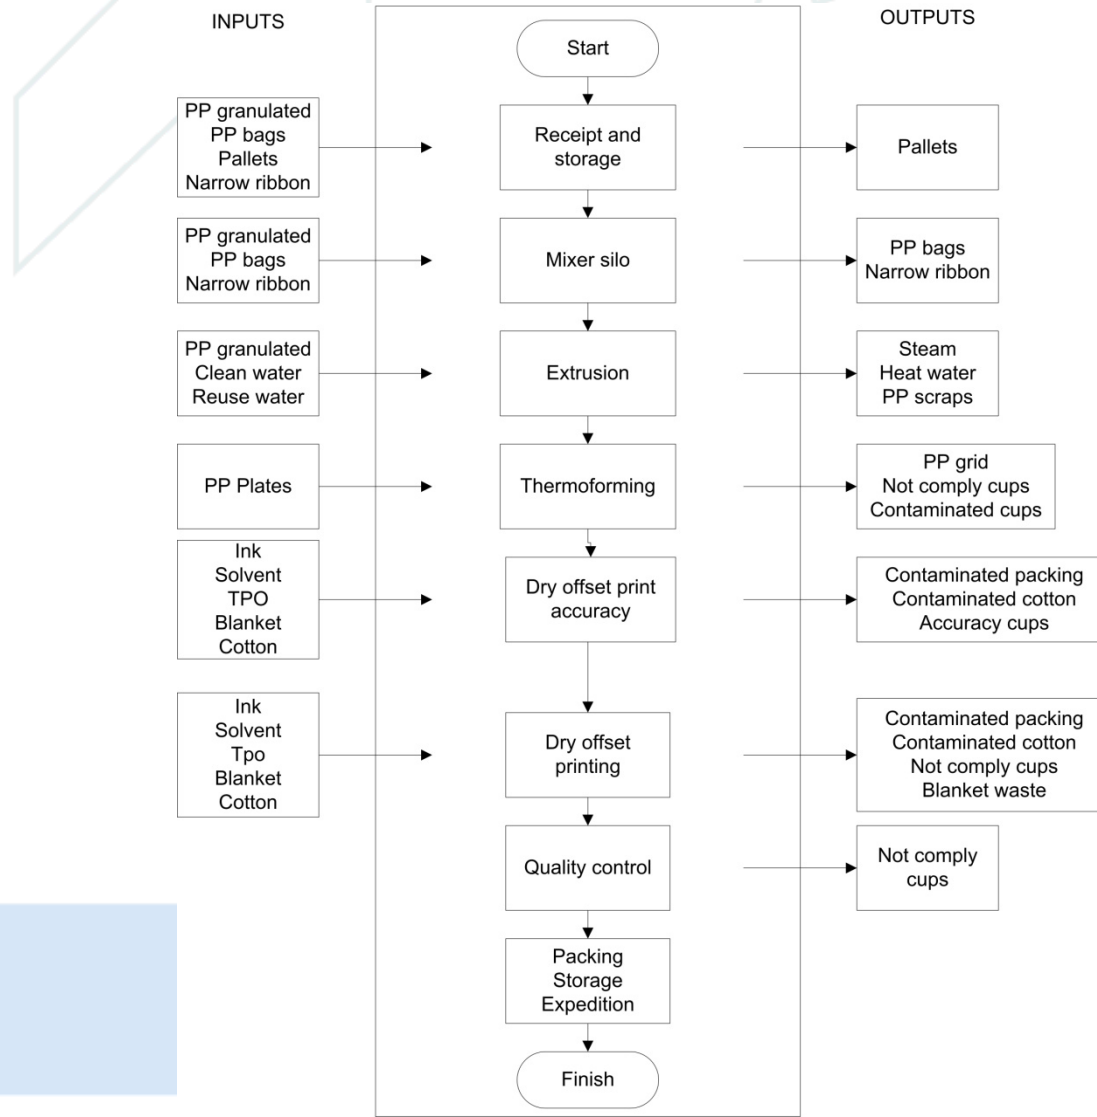 INPUTS
OUTPUTS
Start
PP granulated
PP bags
Pallets
Narrow ribbon
Receipt and
storage
Pallets
PP granulated
PP bags
Narrow ribbon
Mixer silo
PP bags
Narrow ribbon
PP granulated
Clean water
Reuse water
Extrusion
Steam
Heat water
PP scraps
PP Plates
Thermoforming
PP grid
Not comply cups
Contaminated cups
Ink
Solvent
TPO
Blanket
Cotton
Dry offset print
accuracy
Contaminated packing
Contaminated cotton
Accuracy cups
Ink
Solvent
Tpo
Blanket
Cotton
Dry offset
printing
Contaminated packing
Contaminated cotton
Not comply cups
Blanket waste
Quality control
Not comply
cups
Packing
Storage
Expedition
Finish